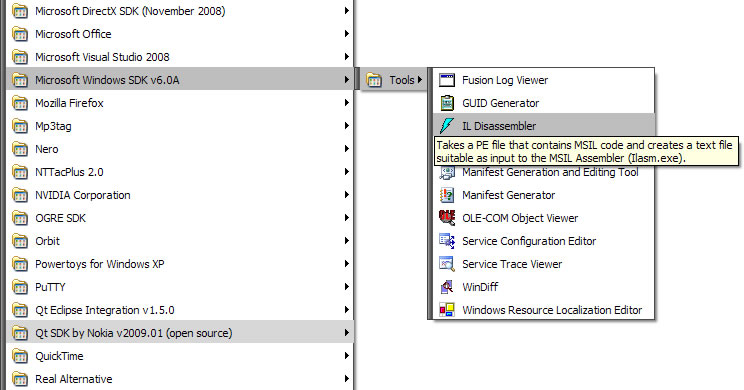 Microsoft DirectX SDK (November 2008)
Microsoft Office
Microsoft Visual Studio 2008
Microsoft Windows SDK v6.0A
Mozilla Firefox
Mp3tag
Nero
NTTacPlus 2.0
NVIDIA Corporation
OGRE SDK
Orbit
Powertoys for Windows XP
PuTTY
Qt Eclipse Integration v1.5.0
Qt SDK by Nokia v2009.01 (open source)
QuickTime
Real Alternative
Tools
Fusion Log Viewer
GUID Generator
IL Disassembler
Takes a PE file that contains MSIL code and creates a text file
suitable as input to the MSIL Assembler (Ilasm.exe).
Manifest Generation and Editing Tool
Manifest Generator
OLE-COM Object Viewer
Service Configuration Editor
Service Trace Viewer
WinDiff
Windows Resource Localization Editor